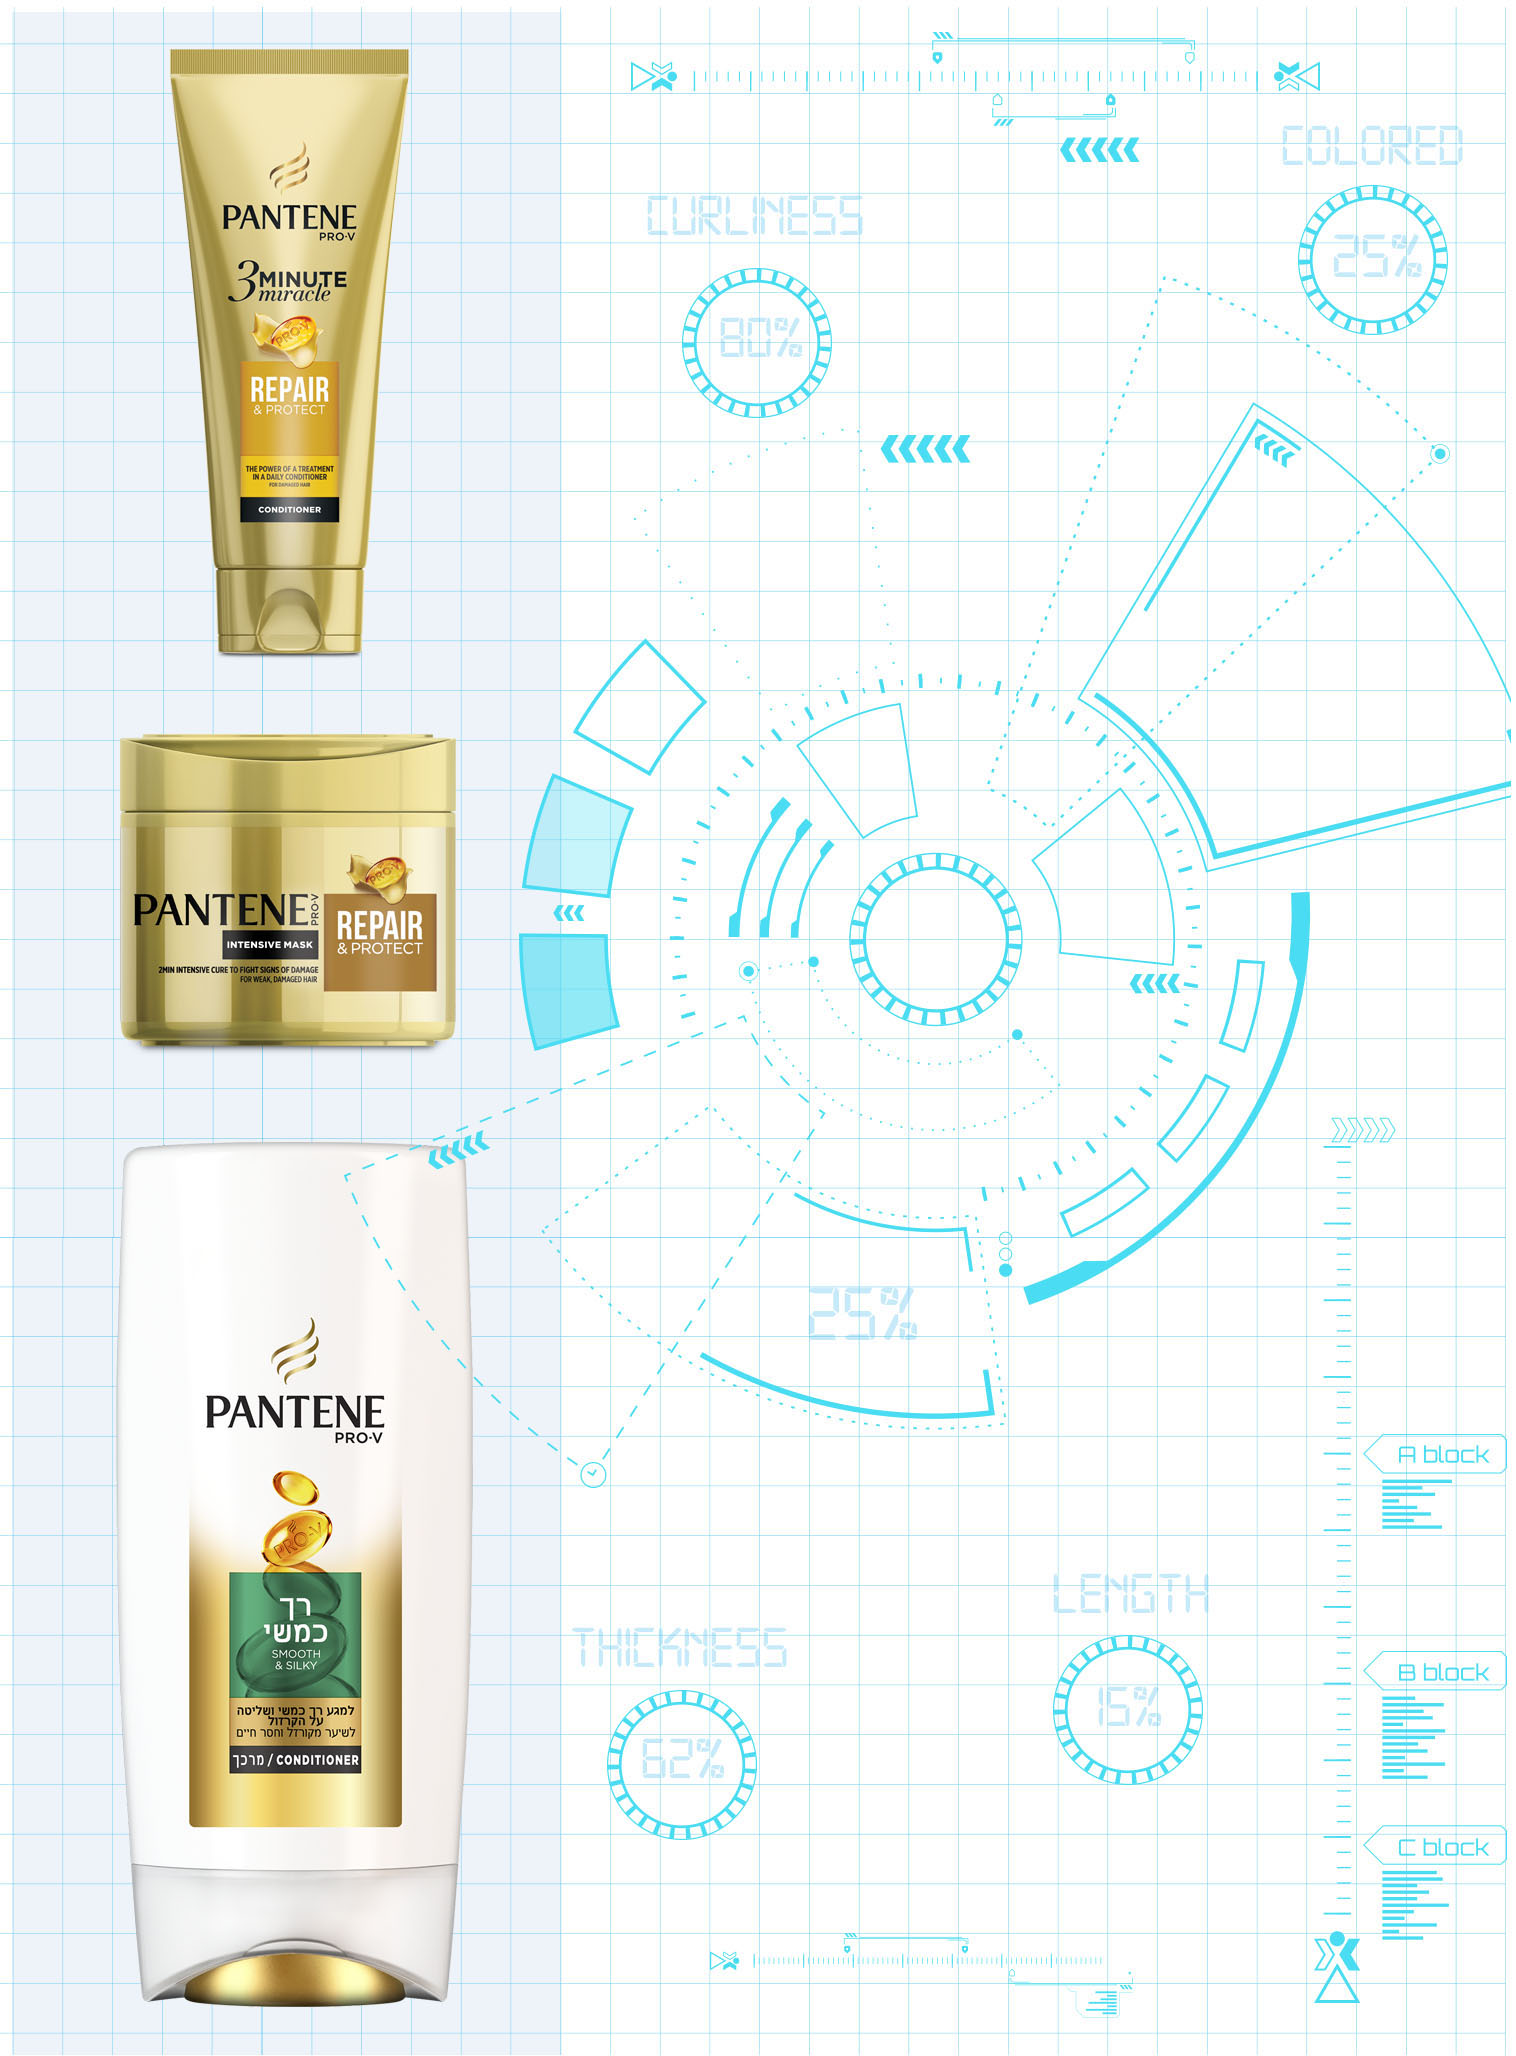 PANTENE
PRO-V
3 MINUTE
miracle
PRO-V
REPAIR
& PROTECT
THE POWER OF A TREATMENT
IN A DAILY CONDITIONER
FOR DAMAGED HAIR
CONDITIONER
PANTENE PRO-V
INTENSIVE MASK
2MIN INTENSIVE CURE TO FIGHT SIGNS OF DAMAGE
FOR WEAK, DAMAGED HAIR
PRO-V
REPAIR
& PROTECT
PANTENE
PRO-V
PRO-V
רך
כמשי
SMOOTH
& SILKY
למגע רך כמשי ושליטה
על הקרזול
לשיער מקורזל וחסר חיים
מרכך / CONDITIONER
COLORED
25%
CURLINESS
80%
25%
A block
LENGTH
15%
THICKNESS
62%
B block
C block